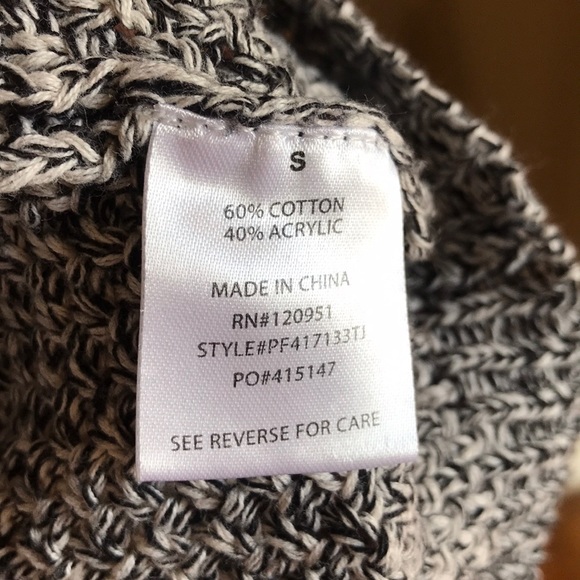 S
60% COTTON
40% ACRYLIC
MADE IN CHINA
RN#120951
STYLE#PF417133TJ
PO#415147
SEE REVERSE FOR CARE